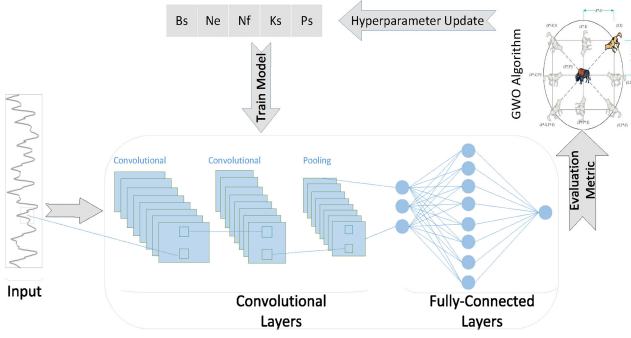 Bs Ne Nf Ks Ps
Hyperparameter Update
GWO Algorithm
Train Model
Convolutional
Convolutional
Pooling
Evaluation
Metric
Input
Convolutional
Layers
Fully-Connected
Layers